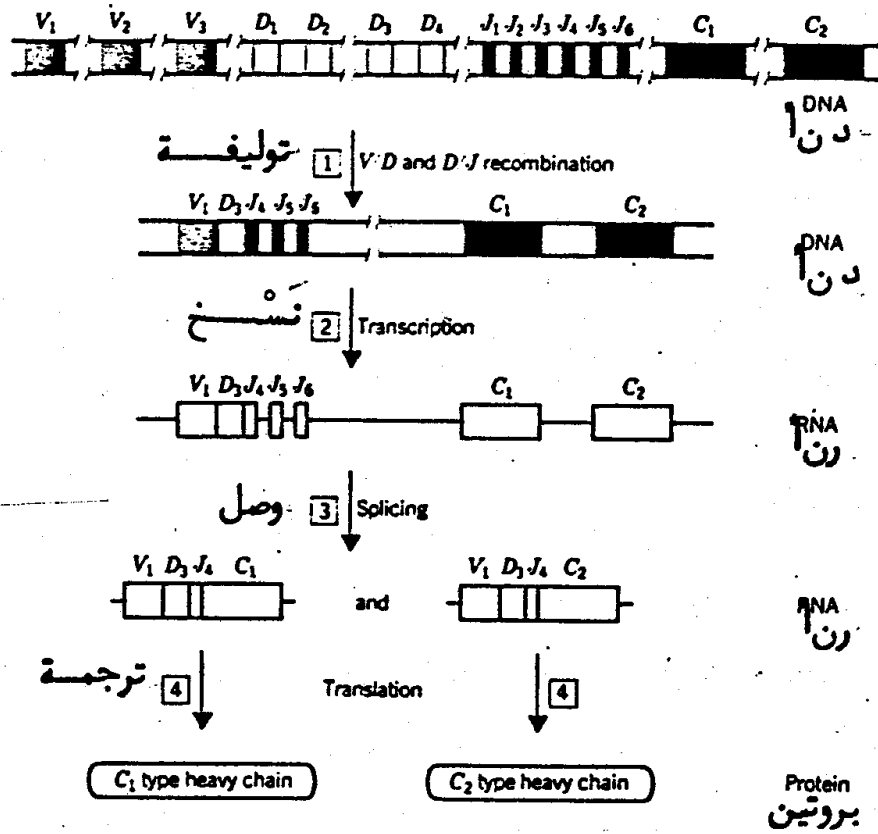 V₁ V₂ V₃ D₁ D₂ D₃ D₄ J₁ J₂ J₃ J₄ J₅ J₆ C₁ C₂
DNA
د ن أ
توليفة 1 V/D and D/J recombination
V₁ D₃ J₄ J₅ J₆ C₁ C₂
DNA
د ن أ
نَسْخ 2 Transcription
V₁ D₃ J₄ J₅ J₆ C₁ C₂
RNA
رن أ
وصل 3 Splicing
V₁ D₃ J₄ C₁ and V₁ D₃ J₄ C₂
RNA
رن أ
ترجمة 4 Translation 4
C₁ type heavy chain C₂ type heavy chain
Protein
بروتين